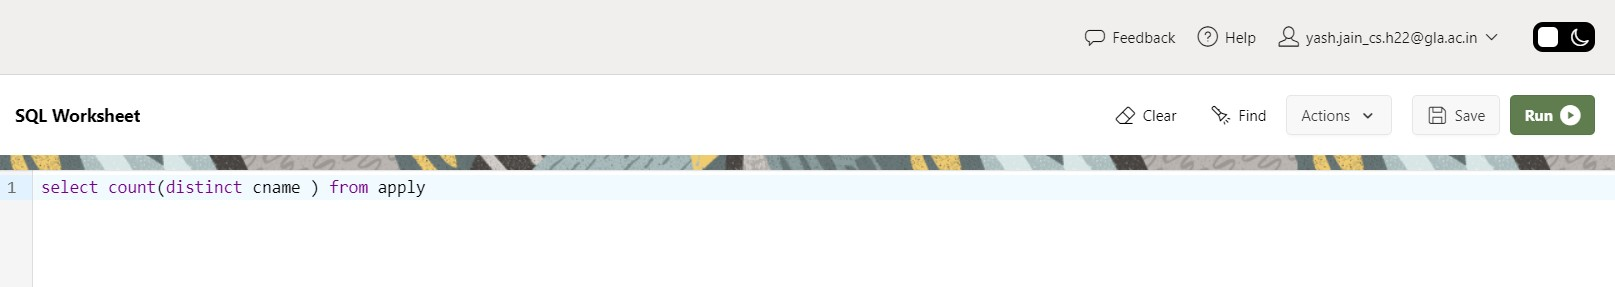 Feedback Help yash.jain_cs.h22@gla.ac.in
SQL Worksheet Clear Find Actions Save Run
1 select count(distinct cname ) from apply